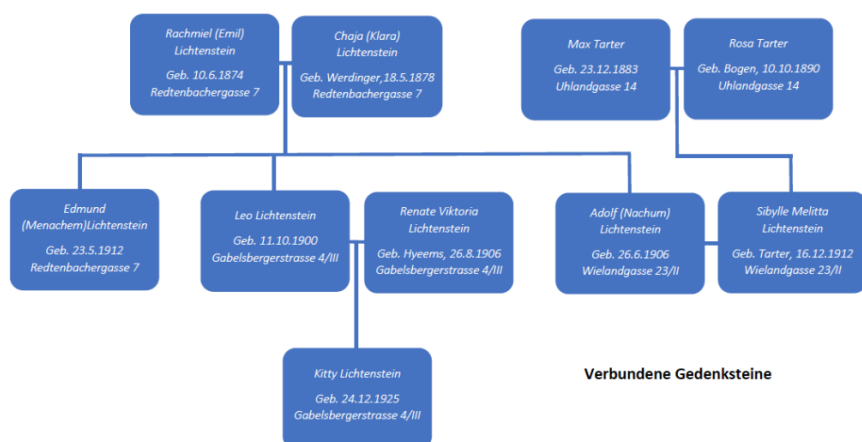 Rachmiel (Emil)
Lichtenstein
Geb. 10.6.1874
Redtenbachergasse 7
Chaja (Klara)
Lichtenstein
Geb. Werdinger,18.5.1878
Redtenbachergasse 7
Max Tarter
Geb. 23.12.1883
Uhlandgasse 14
Rosa Tarter
Geb. Bogen, 10.10.1890
Uhlandgasse 14
Edmund
(Menachem)Lichtenstein
Geb. 23.5.1912
Redtenbachergasse 7
Leo Lichtenstein
Geb. 11.10.1900
Gabelsbergerstrasse 4/III
Renate Viktoria
Lichtenstein
Geb. Hyeems, 26.8.1906
Gabelsbergerstrasse 4/III
Adolf (Nachum)
Lichtenstein
Geb. 26.6.1906
Wielandgasse 23/II
Sibylle Melitta
Lichtenstein
Geb. Tarter, 16.12.1912
Wielandgasse 23/II
Kitty Lichtenstein
Geb. 24.12.1925
Gabelsbergerstrasse 4/III
Verbundene Gedenksteine